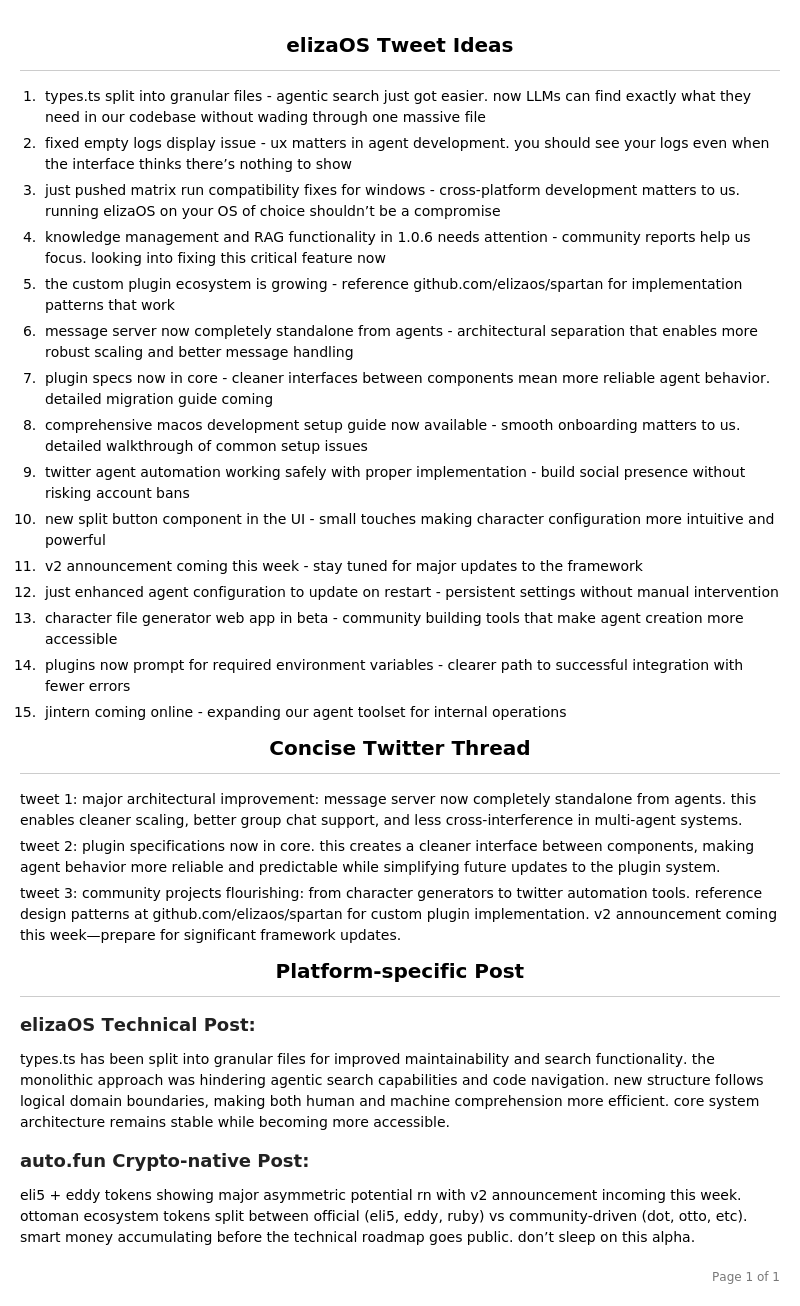 elizaOS Tweet Ideas
1. types.ts split into granular files - agentic search just got easier. now LLMs can find exactly what they
need in our codebase without wading through one massive file
2. fixed empty logs display issue - ux matters in agent development. you should see your logs even when
the interface thinks there’s nothing to show
3. just pushed matrix run compatibility fixes for windows - cross-platform development matters to us.
running elizaOS on your OS of choice shouldn’t be a compromise
4. knowledge management and RAG functionality in 1.0.6 needs attention - community reports help us
focus. looking into fixing this critical feature now
5. the custom plugin ecosystem is growing - reference github.com/elizaos/spartan for implementation
patterns that work
6. message server now completely standalone from agents - architectural separation that enables more
robust scaling and better message handling
7. plugin specs now in core - cleaner interfaces between components mean more reliable agent behavior.
detailed migration guide coming
8. comprehensive macos development setup guide now available - smooth onboarding matters to us.
detailed walkthrough of common setup issues
9. twitter agent automation working safely with proper implementation - build social presence without
risking account bans
10. new split button component in the UI - small touches making character configuration more intuitive and
powerful
11. v2 announcement coming this week - stay tuned for major updates to the framework
12. just enhanced agent configuration to update on restart - persistent settings without manual intervention
13. character file generator web app in beta - community building tools that make agent creation more
accessible
14. plugins now prompt for required environment variables - clearer path to successful integration with
fewer errors
15. jintern coming online - expanding our agent toolset for internal operations
Concise Twitter Thread
tweet 1: major architectural improvement: message server now completely standalone from agents. this
enables cleaner scaling, better group chat support, and less cross-interference in multi-agent systems.
tweet 2: plugin specifications now in core. this creates a cleaner interface between components, making
agent behavior more reliable and predictable while simplifying future updates to the plugin system.
tweet 3: community projects flourishing: from character generators to twitter automation tools. reference
design patterns at github.com/elizaos/spartan for custom plugin implementation. v2 announcement coming
this week—prepare for significant framework updates.
Platform-specific Post
elizaOS Technical Post:
types.ts has been split into granular files for improved maintainability and search functionality. the
monolithic approach was hindering agentic search capabilities and code navigation. new structure follows
logical domain boundaries, making both human and machine comprehension more efficient. core system
architecture remains stable while becoming more accessible.
auto.fun Crypto-native Post:
eli5 + eddy tokens showing major asymmetric potential rn with v2 announcement incoming this week.
ottoman ecosystem tokens split between official (eli5, eddy, ruby) vs community-driven (dot, otto, etc).
smart money accumulating before the technical roadmap goes public. don’t sleep on this alpha.
Page 1 of 1